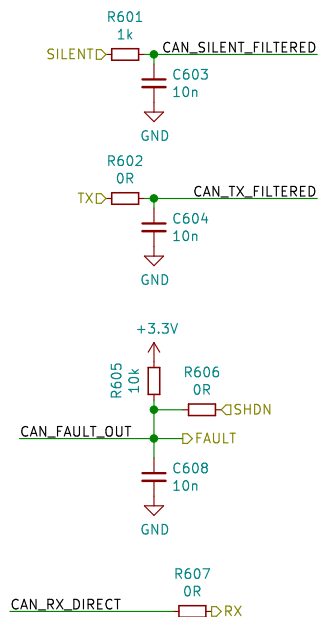 R601
1k
SILENT
CAN_SILENT_FILTERED
C603
10n
GND
R602
0R
TX
CAN_TX_FILTERED
C604
10n
GND
+3.3V
R605
10k
R606
0R
SHDN
CAN_FAULT_OUT
FAULT
C608
10n
GND
R607
0R
CAN_RX_DIRECT
RX